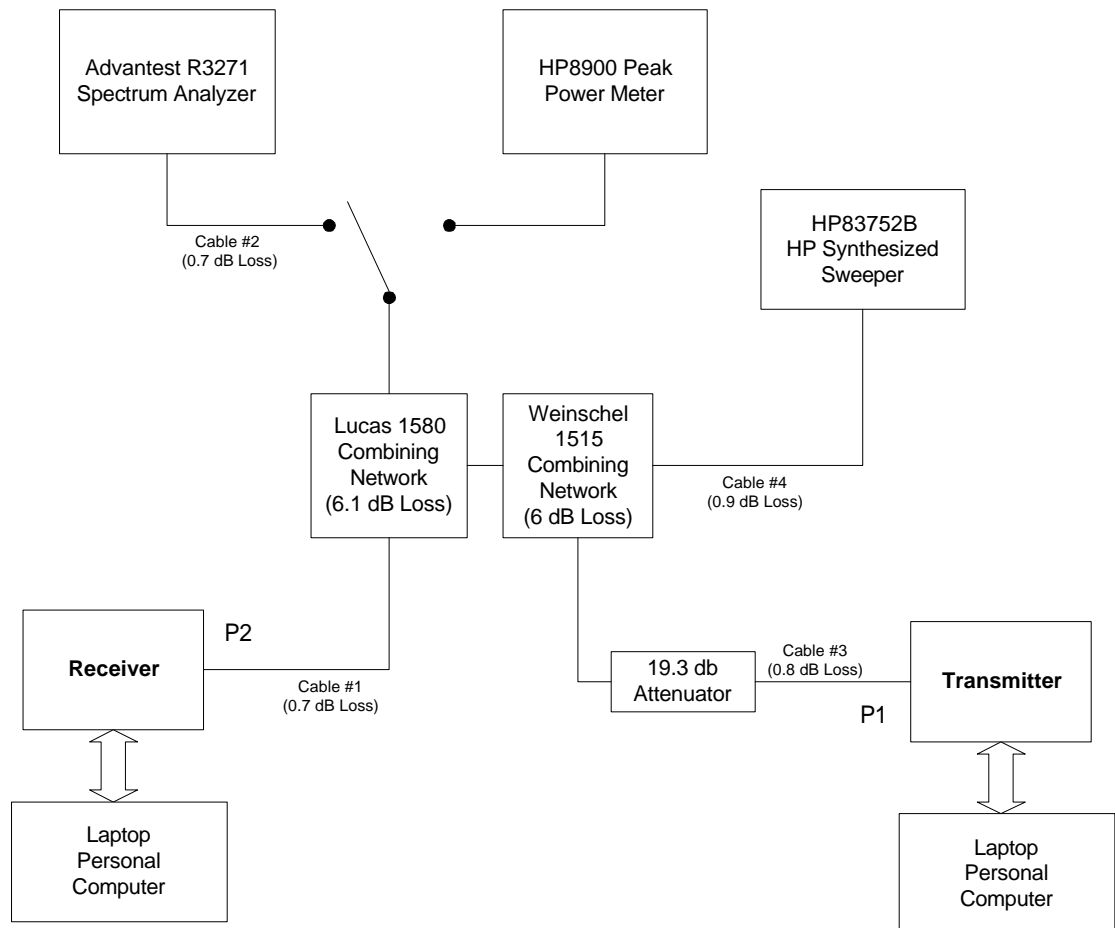 Advantest R3271
Spectrum Analyzer
HP8900 Peak
Power Meter
HP83752B
HP Synthesized
Sweeper
Cable #2
(0.7 dB Loss)
Lucas 1580
Combining
Network
(6.1 dB Loss)
Weinschel
1515
Combining
Network
(6 dB Loss)
Cable #4
(0.9 dB Loss)
Receiver
P2
Cable #1
(0.7 dB Loss)
19.3 db
Attenuator
Cable #3
(0.8 dB Loss)
P1
Transmitter
Laptop
Personal
Computer
Laptop
Personal
Computer